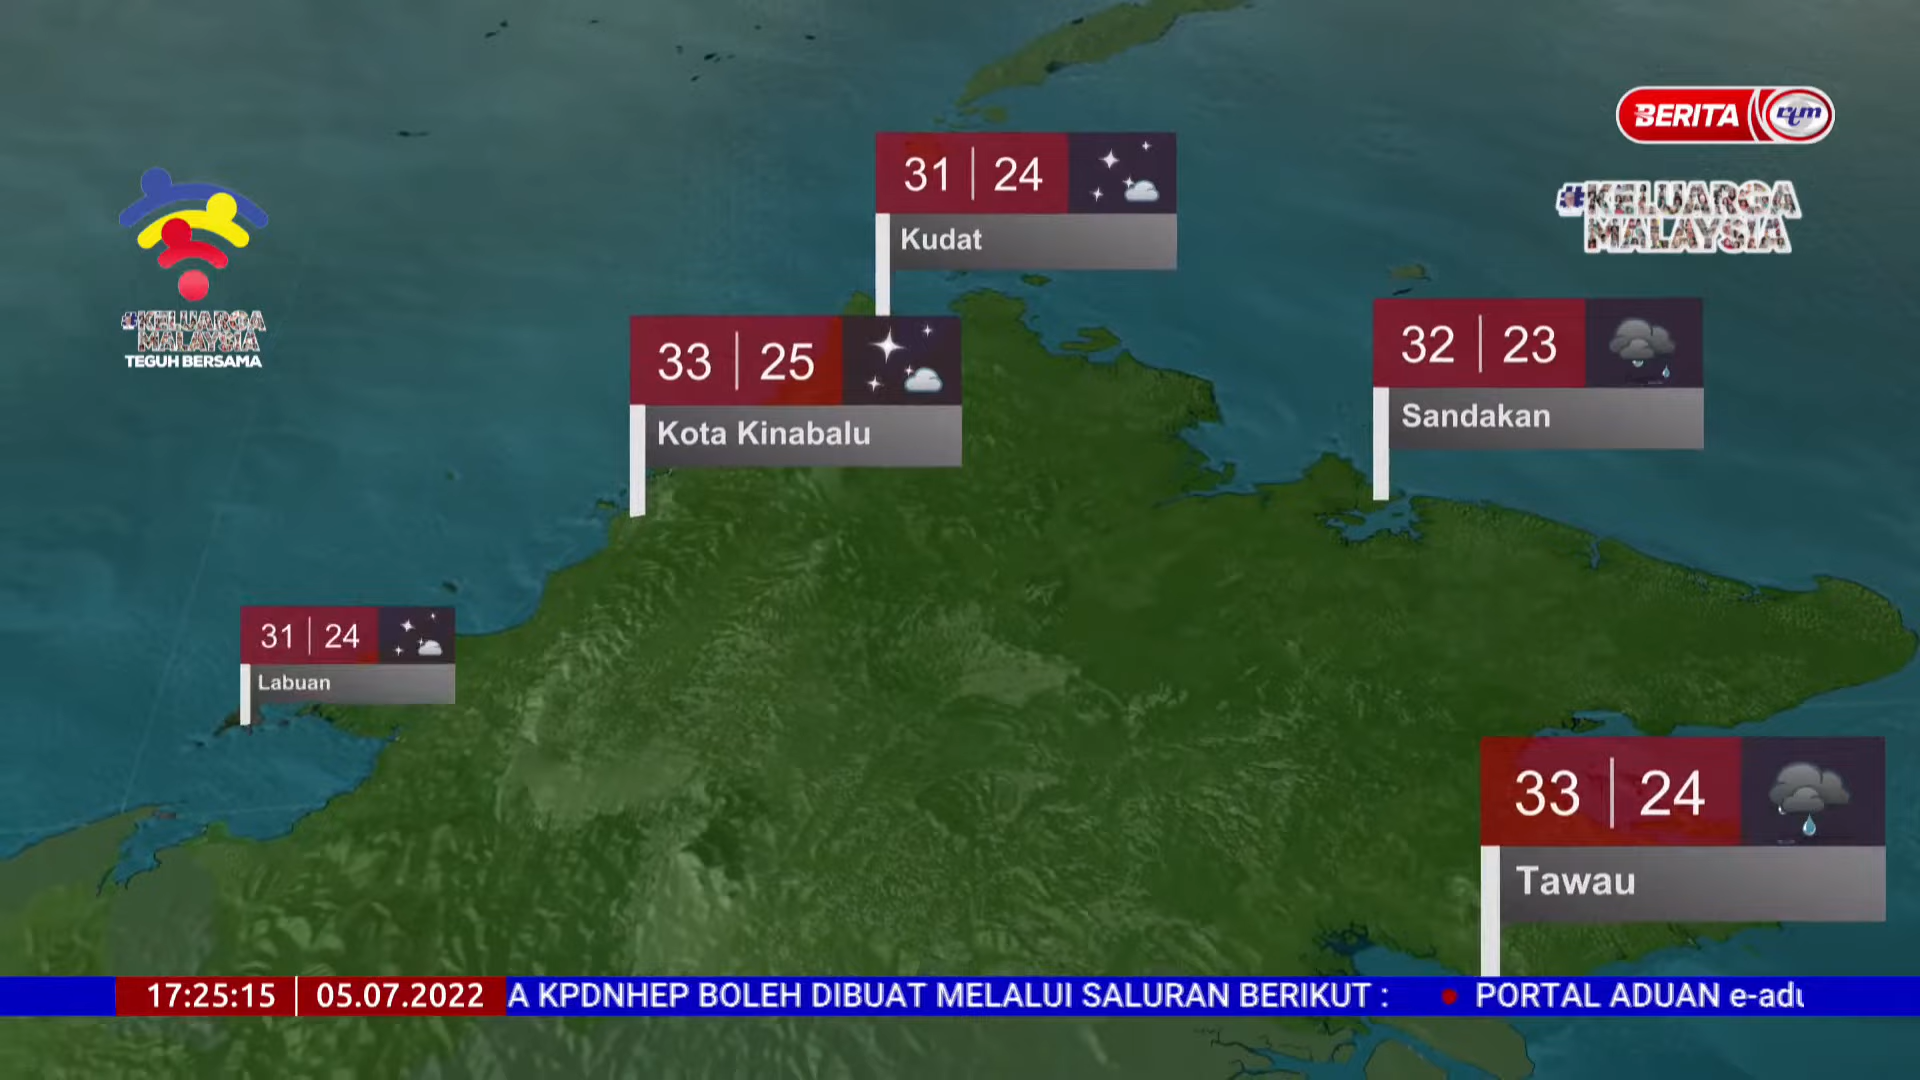 BERITA rtm
#KELUARGA
MALAYSIA
#KELUARGA
MALAYSIA
TEGUH BERSAMA
31 | 24
Kudat
33 | 25
Kota Kinabalu
32 | 23
Sandakan
31 | 24
Labuan
33 | 24
Tawau
17:25:15 | 05.07.2022 A KPDNHEP BOLEH DIBUAT MELALUI SALURAN BERIKUT : • PORTAL ADUAN e-adu